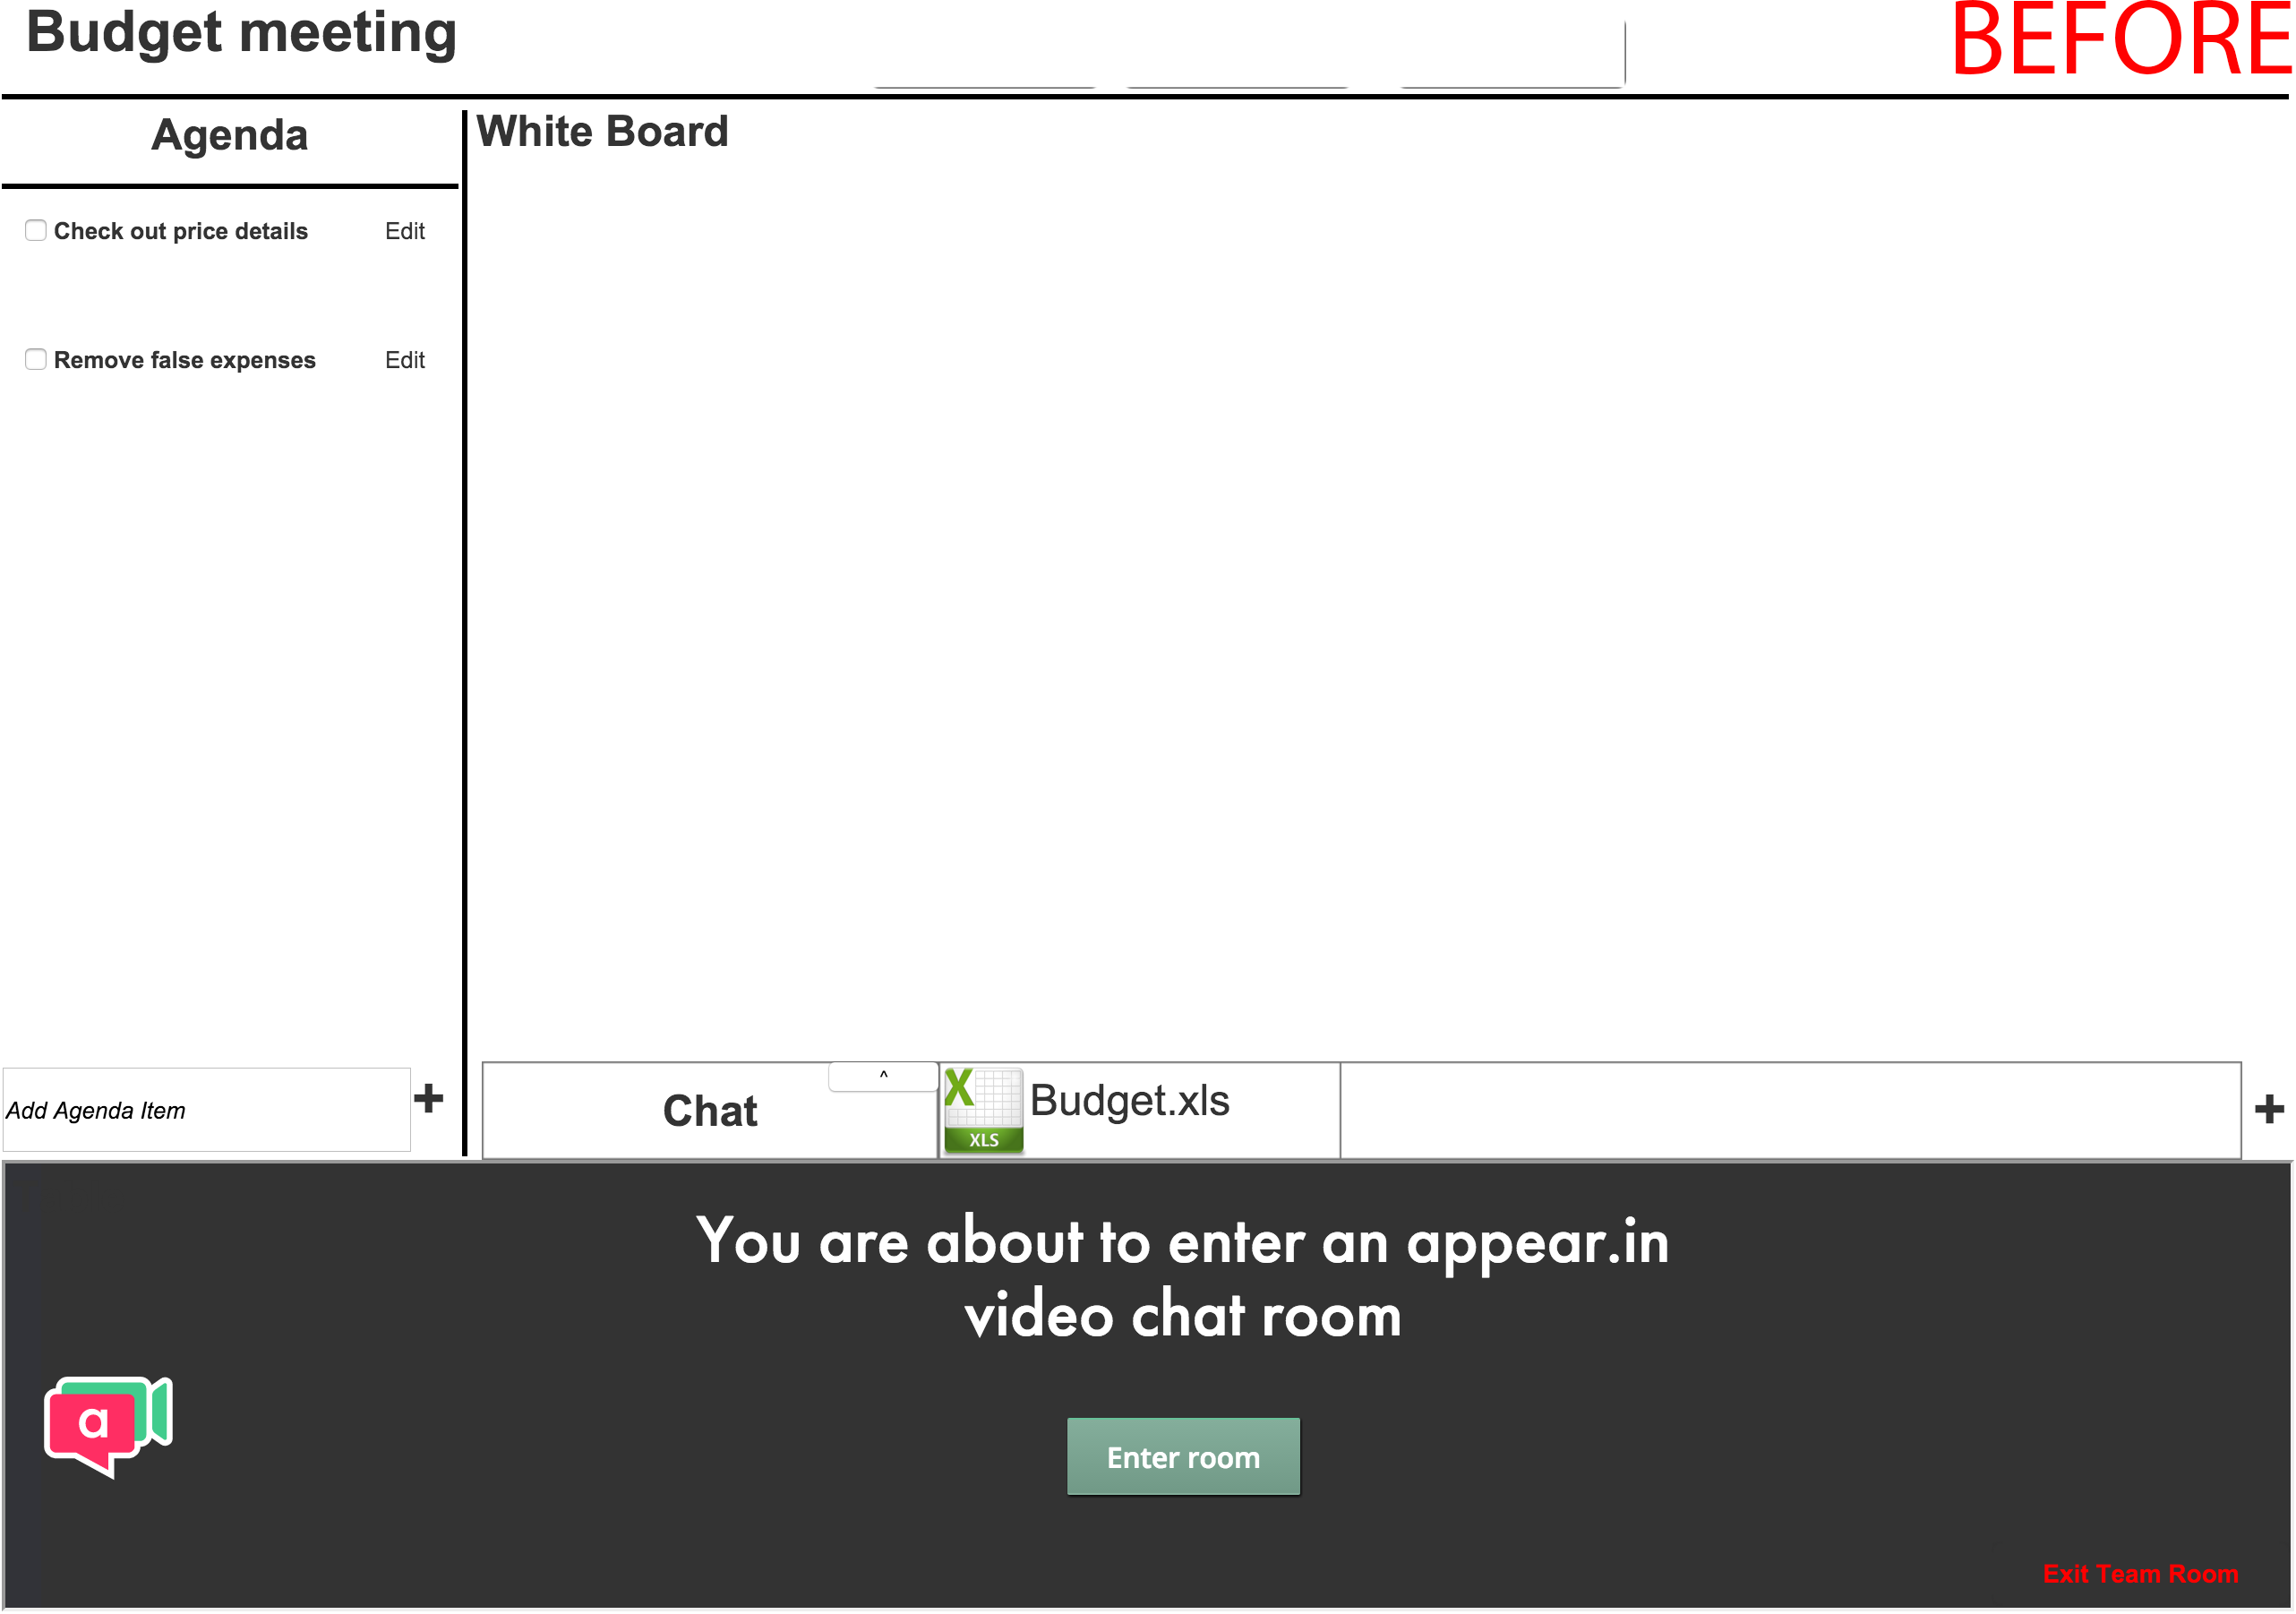 Budget meeting
BEFORE
Agenda
White Board
Check out price details Edit
Remove false expenses Edit
Add Agenda Item +
Chat ^
XLS
Budget.xls
+
You are about to enter an appear.in
video chat room
a
Enter room
Exit Team Room